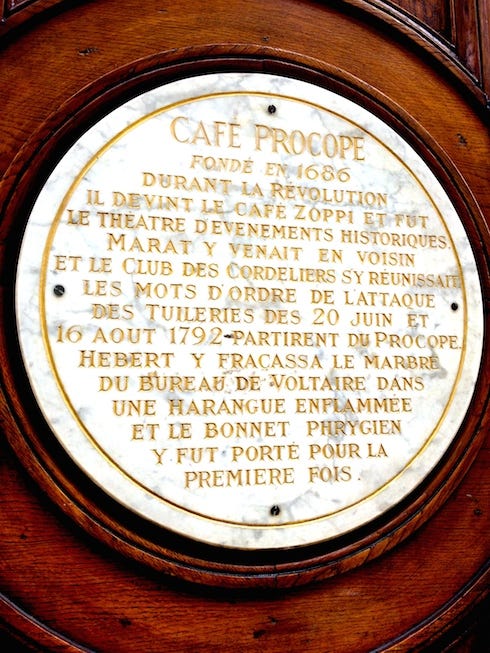 CAFÉ PROCOPE
FONDÉ EN 1686
DURANT LA RÉVOLUTION
IL DEVINT LE CAFÉ ZOPPI ET FUT
LE THEATRE D'EVENEMENTS HISTORIQUES.
MARAT Y VENAIT EN VOISIN
ET LE CLUB DES CORDELIERS S'Y RÉUNISSAIT.
LES MOTS D'ORDRE DE L'ATTAQUE
DES TUILERIES DES 20 JUIN ET
16 AOUT 1792 PARTIRENT DU PROCOPE.
HEBERT Y FRACASSA LE MARBRE
DU BUREAU DE VOLTAIRE DANS
UNE HARANGUE ENFLAMMÉE
ET LE BONNET PHRYGIEN
Y FUT PORTÉ POUR LA
PREMIERE FOIS.